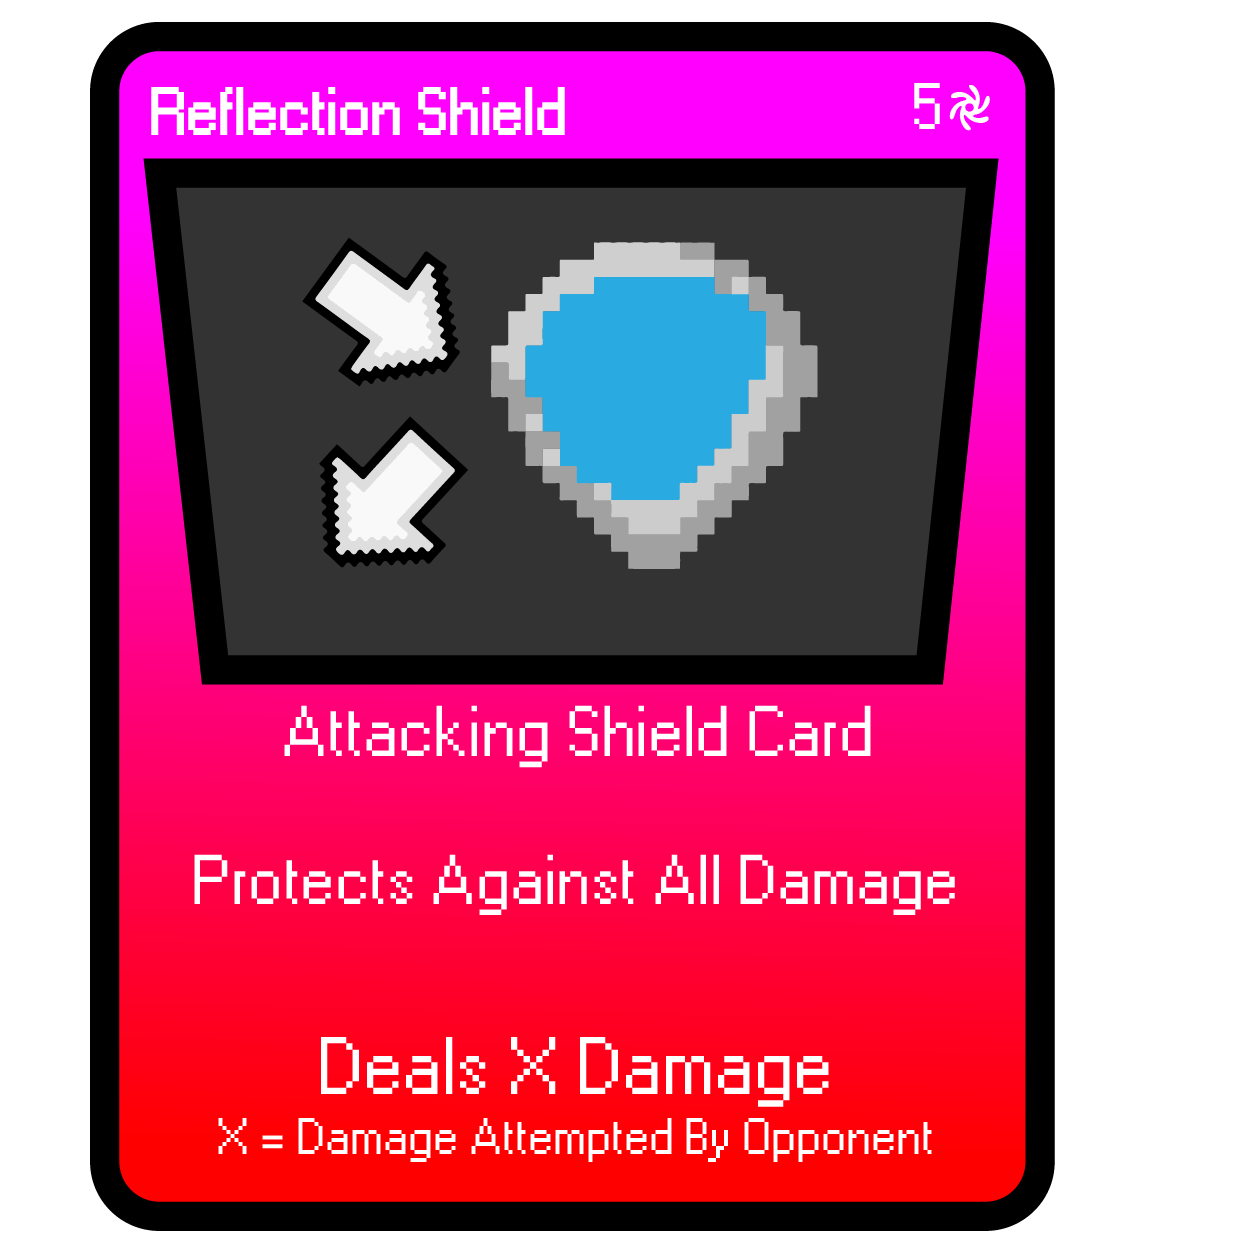 Reflection Shield 5
Attacking Shield Card
Protects Against All Damage
Deals X Damage
X = Damage Attempted By Opponent